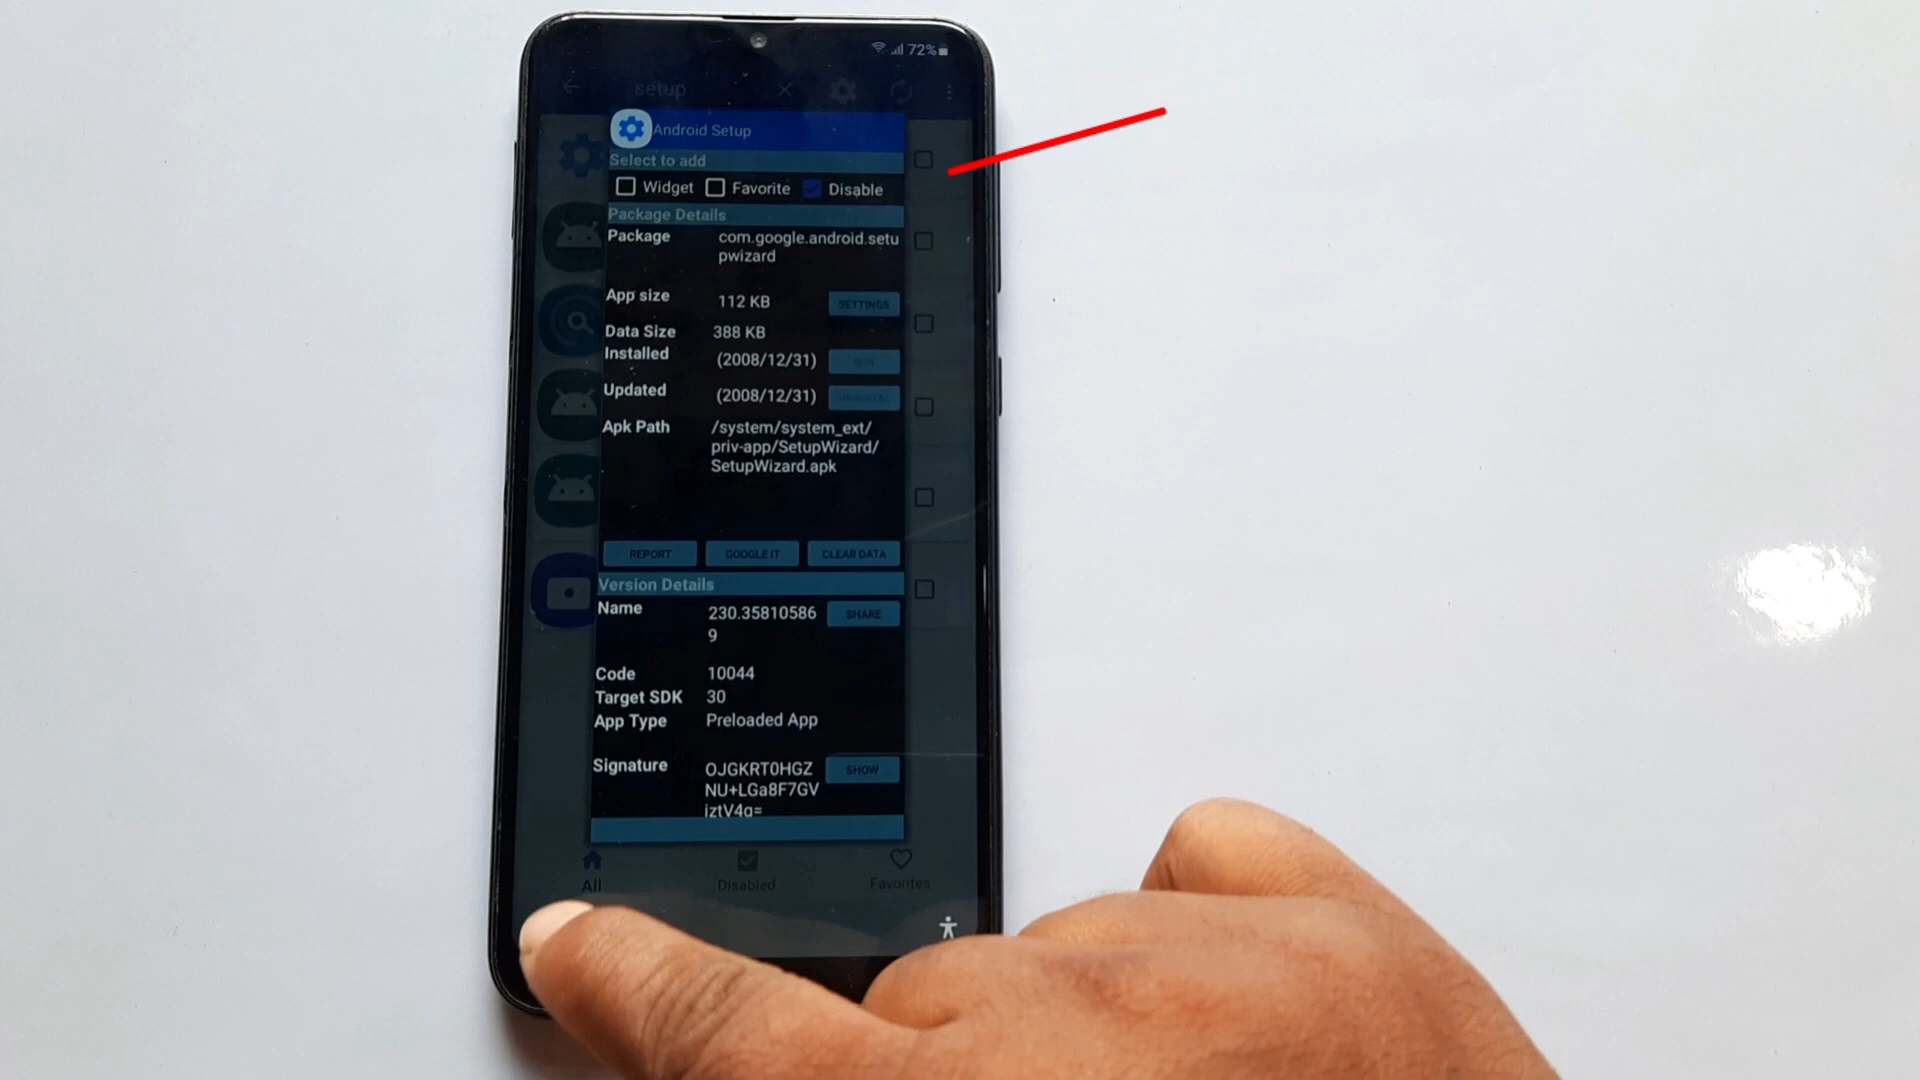 72%
setup
Android Setup
Select to add
Widget Favorite Disable
Package Details
Package com.google.android.setu
pwizard
App size 112 KB SETTINGS
Data Size 388 KB
Installed (2008/12/31) RUN
Updated (2008/12/31)
Apk Path /system/system_ext/
priv-app/SetupWizard/
SetupWizard.apk
REPORT GOOGLE IT CLEAR DATA
Version Details
Name 230.35810586 SHARE
9
Code 10044
Target SDK 30
App Type Preloaded App
Signature OJGKRT0HGZ SHOW
NU+LGa8F7GV
iztV4g=
All Disabled Favorites